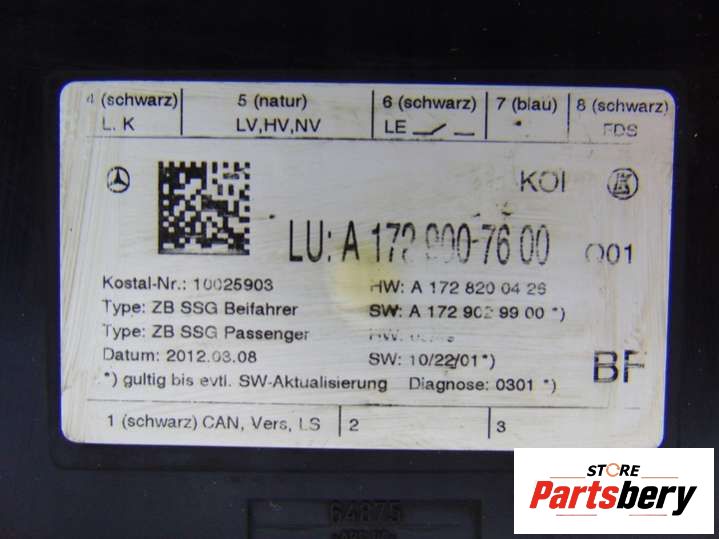 4 (schwarz) 5 (natur) 6 (schwarz) 7 (blau) 8 (schwarz)
L. K LV,HV,NV LE FDS
KOI
LU: A 172 900 76 00 Q01
Kostal-Nr.: 10025903 HW: A 172 820 04 26
Type: ZB SSG Beifahrer SW: A 172 902 99 00 *)
Type: ZB SSG Passenger HW:
Datum: 2012.03.08 SW: 10/22/01*) BF
*) gultig bis evtl. SW-Aktualisierung Diagnose: 0301 *)
1 (schwarz) CAN, Vers, LS 2 3
64875
STORE
Partsbery